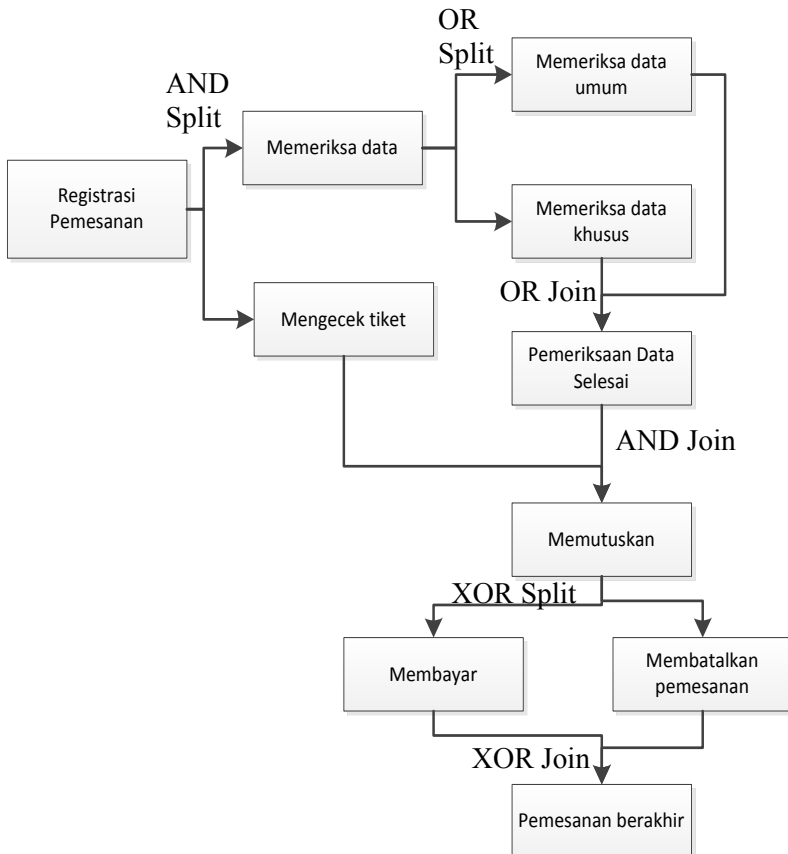 OR
Split
Memeriksa data
umum
AND
Split
Memeriksa data
Registrasi
Pemesanan
Memeriksa data
khusus
OR Join
Mengecek tiket
Pemeriksaan Data
Selesai
AND Join
Memutuskan
XOR Split
Membayar
Membatalkan
pemesanan
XOR Join
Pemesanan berakhir